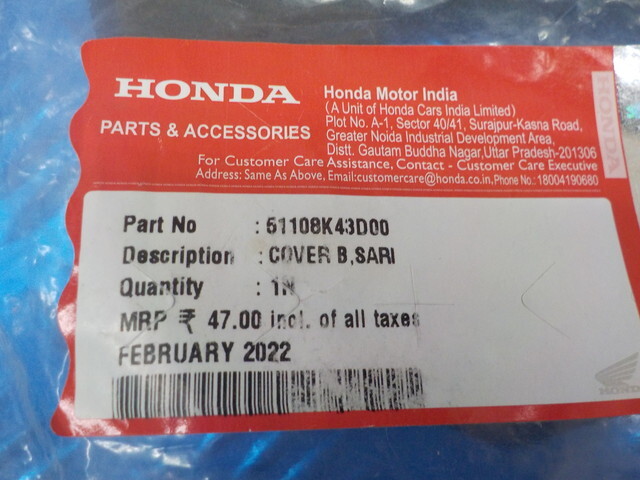 HONDA
PARTS & ACCESSORIES
Honda Motor India
(A Unit of Honda Cars India Limited)
Plot No. A-1, Sector 40/41, Surajpur-Kasna Road,
Greater Noida Industrial Development Area,
Distt. Gautam Buddha Nagar, Uttar Pradesh-201306
For Customer Care Assistance, Contact - Customer Care Executive
Address: Same As Above, Email:customercare@honda.co.in, Phone No.: 18004190680
HONDA
Part No : 51108K43D00
Description : COVER B,SARI
Quantity : 1N
MRP ₹ 47.00 incl. of all taxes
FEBRUARY 2022
HONDA